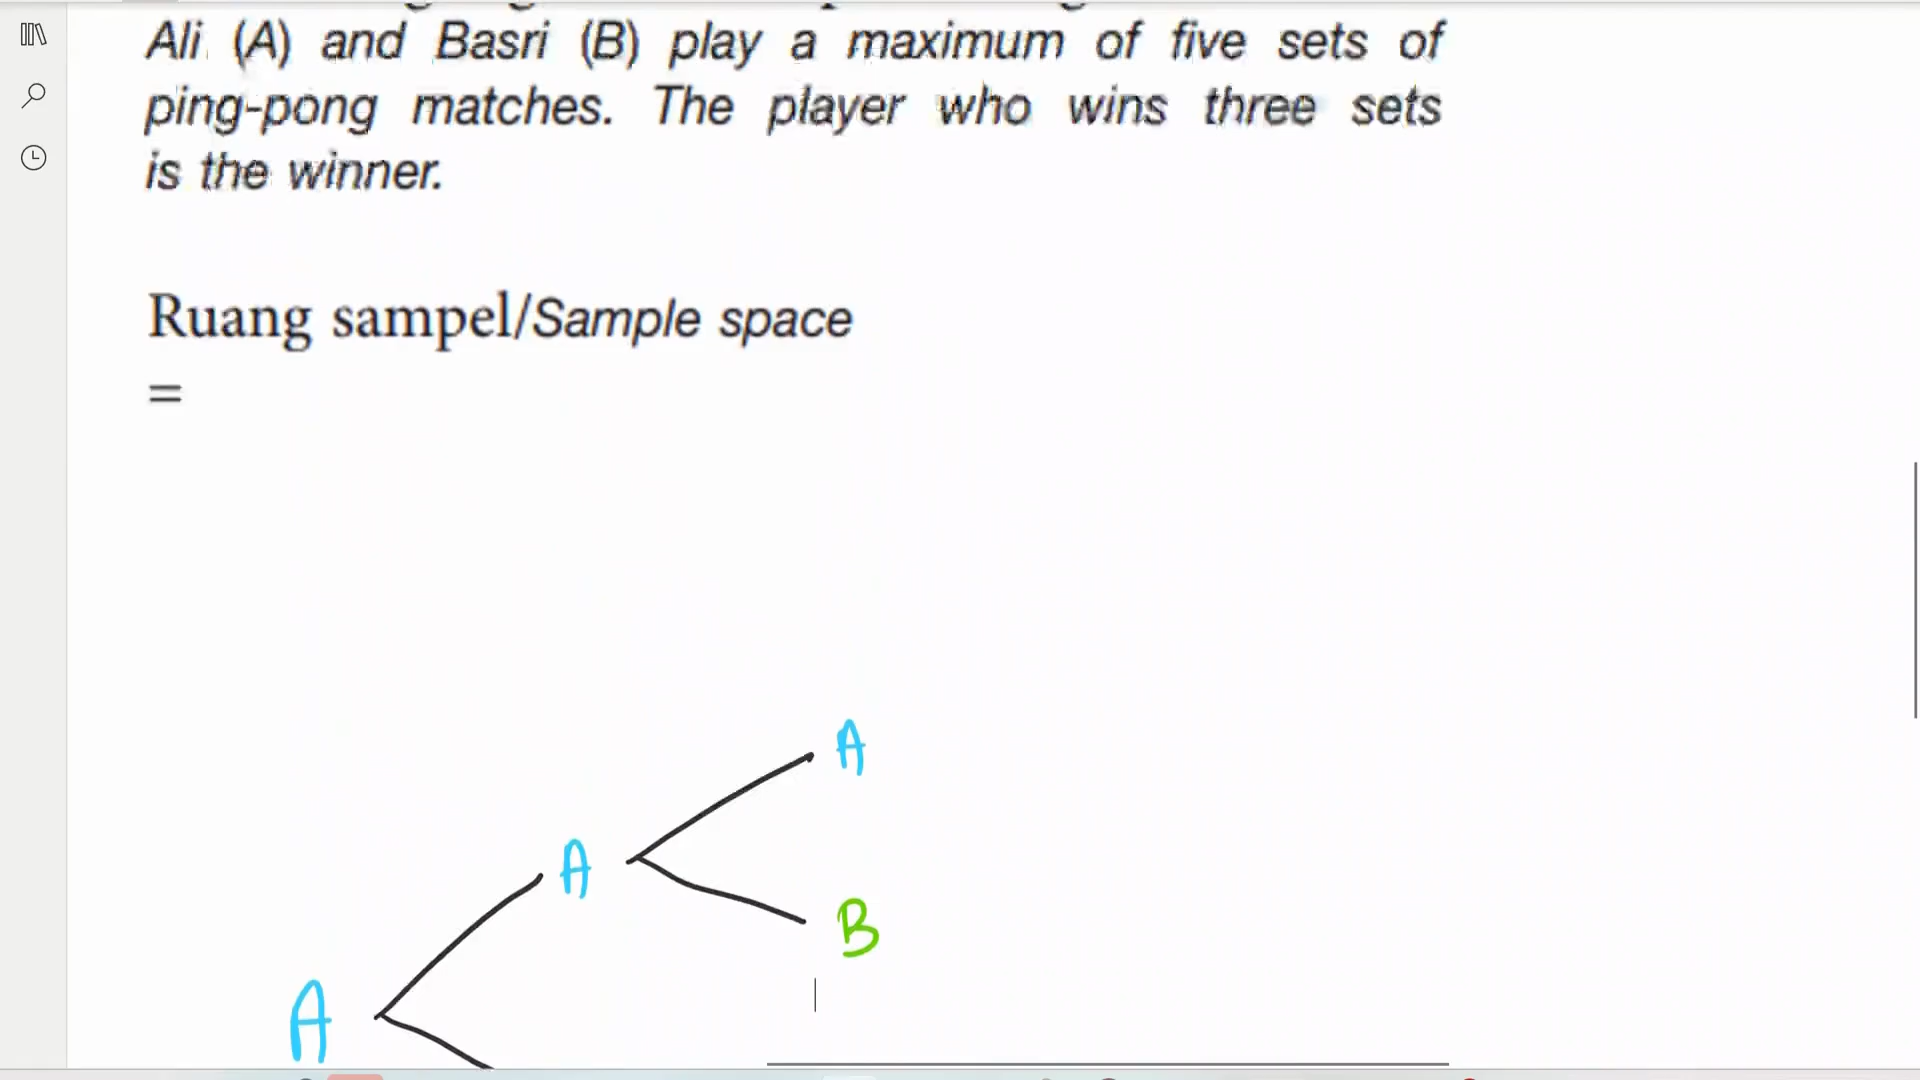 Ali (A) and Basri (B) play a maximum of five sets of
ping-pong matches. The player who wins three sets
is the winner.
Ruang sampel/Sample space
=
A
A
B
A